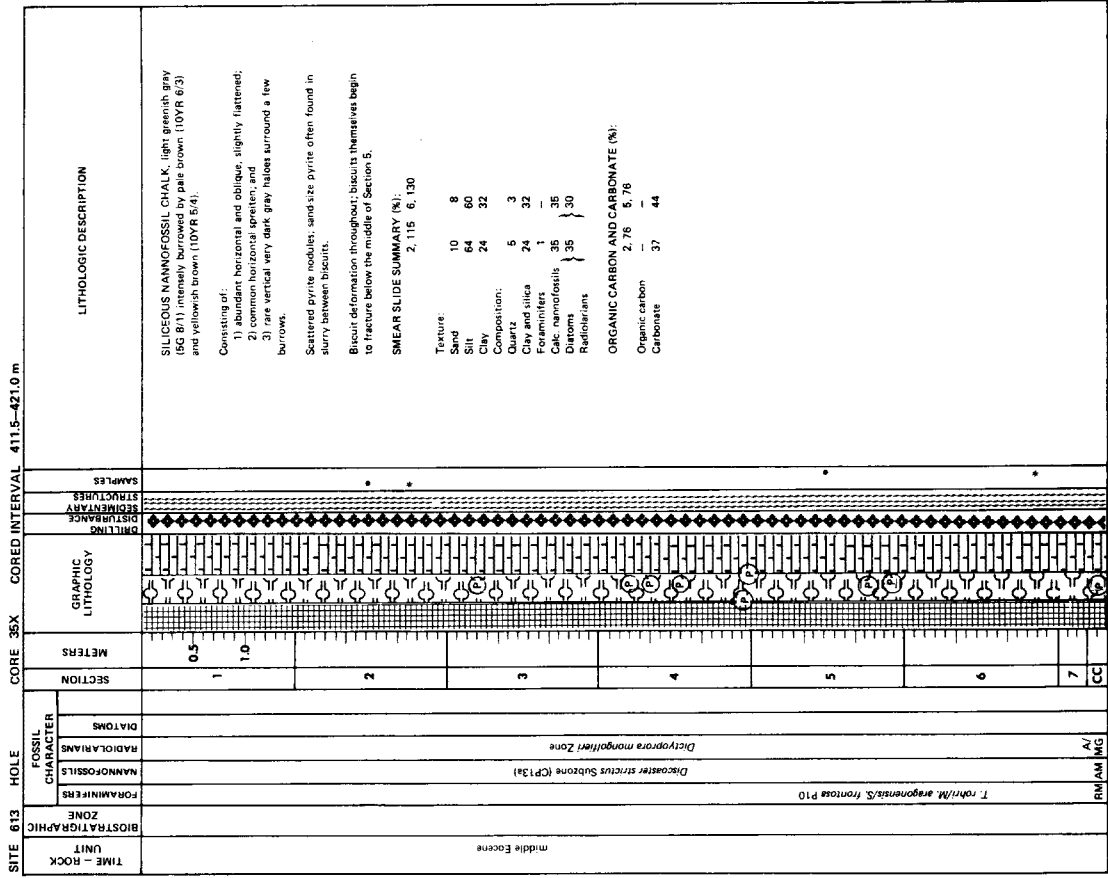 SITE 613 HOLE CORE 35X CORED INTERVAL 411.5–421.0 m
TIME – ROCK UNIT
BIOSTRATIGRAPHIC ZONE
FOSSIL CHARACTER
FORAMINIFERS
NANNOFOSSILS
RADIOLARIANS
DIATOMS
SECTION
METERS
GRAPHIC LITHOLOGY
DRILLING DISTURBANCE
SEDIMENTARY STRUCTURES
SAMPLES
LITHOLOGIC DESCRIPTION
middle Eocene
T. rohri/M. aragonensis/S. frontosa P10
Discoaster strictus Subzone (CP13a)
Dictyoprora mongolfieri Zone
RM
AM
A/
MG
1
2
3
4
5
6
7
CC
0.5
1.0
P
P
P
P
P
P
P
P
P
SILICEOUS NANNOFOSSIL CHALK, light greenish gray
(5G 8/1) intensely burrowed by pale brown (10YR 6/3)
and yellowish brown (10YR 5/4).
Consisting of:
1) abundant horizontal and oblique, slightly flattened;
2) common horizontal spreiten; and
3) rare vertical very dark gray haloes surround a few
burrows.
Scattered pyrite nodules; sand-size pyrite often found in
slurry between biscuits.
Biscuit deformation throughout; biscuits themselves begin
to fracture below the middle of Section 5.
SMEAR SLIDE SUMMARY (%):
2, 115 6, 130
Texture:
Sand 10 8
Silt 64 60
Clay 24 32
Composition:
Quartz 5 3
Clay and silica 24 32
Foraminifers 1 –
Calc. nannofossils 35 35
Diatoms } 35 } 30
Radiolarians
ORGANIC CARBON AND CARBONATE (%):
2, 76 5, 76
Organic carbon – –
Carbonate 37 44